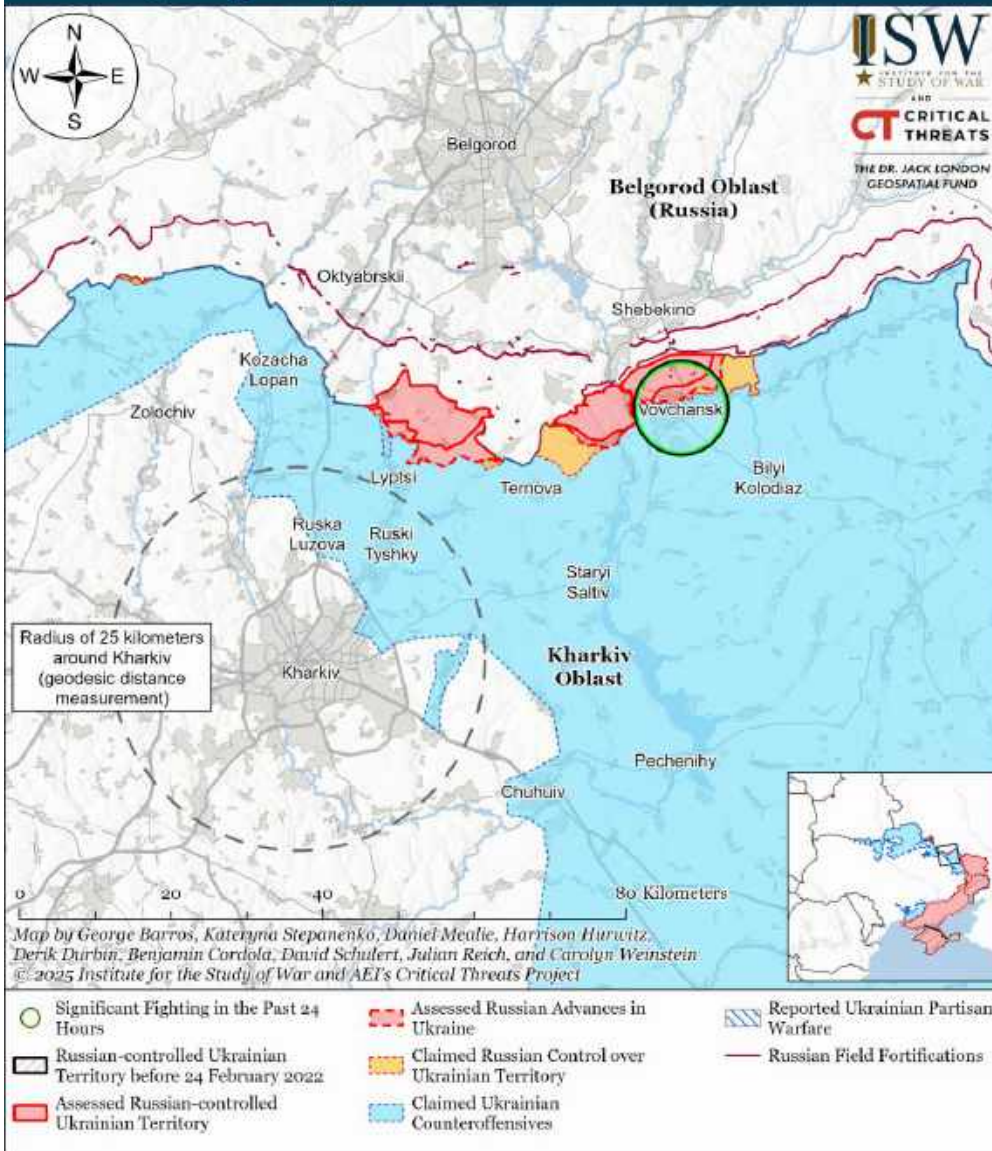 N
W E
S
ISW
INSTITUTE FOR THE
STUDY OF WAR
AND
CT CRITICAL
THREATS
THE DR. JACK LONDON
GEOSPATIAL FUND
Belgorod
Belgorod Oblast
(Russia)
Oktyabrskii
Shebekino
Kozacha
Lopan
Zolochiv
Vovchansk
Lyptsi
Ternova
Bilyi
Kolodiaz
Ruska
Luzova
Ruski
Tyshky
Staryi
Saltiv
Radius of 25 kilometers
around Kharkiv
(geodesic distance
measurement)
Kharkiv
Kharkiv
Oblast
Pechenihy
Chuhuiv
0 20 40 80 Kilometers
Map by George Barros, Kateryna Stepanenko, Daniel Mealie, Harrison Hurwitz,
Derik Durbin, Benjamin Cordola, David Schulert, Julian Reich, and Carolyn Weinstein
© 2025 Institute for the Study of War and AEI's Critical Threats Project
Significant Fighting in the Past 24
Hours
Russian-controlled Ukrainian
Territory before 24 February 2022
Assessed Russian-controlled
Ukrainian Territory
Assessed Russian Advances in
Ukraine
Claimed Russian Control over
Ukrainian Territory
Claimed Ukrainian
Counteroffensives
Reported Ukrainian Partisan
Warfare
Russian Field Fortifications